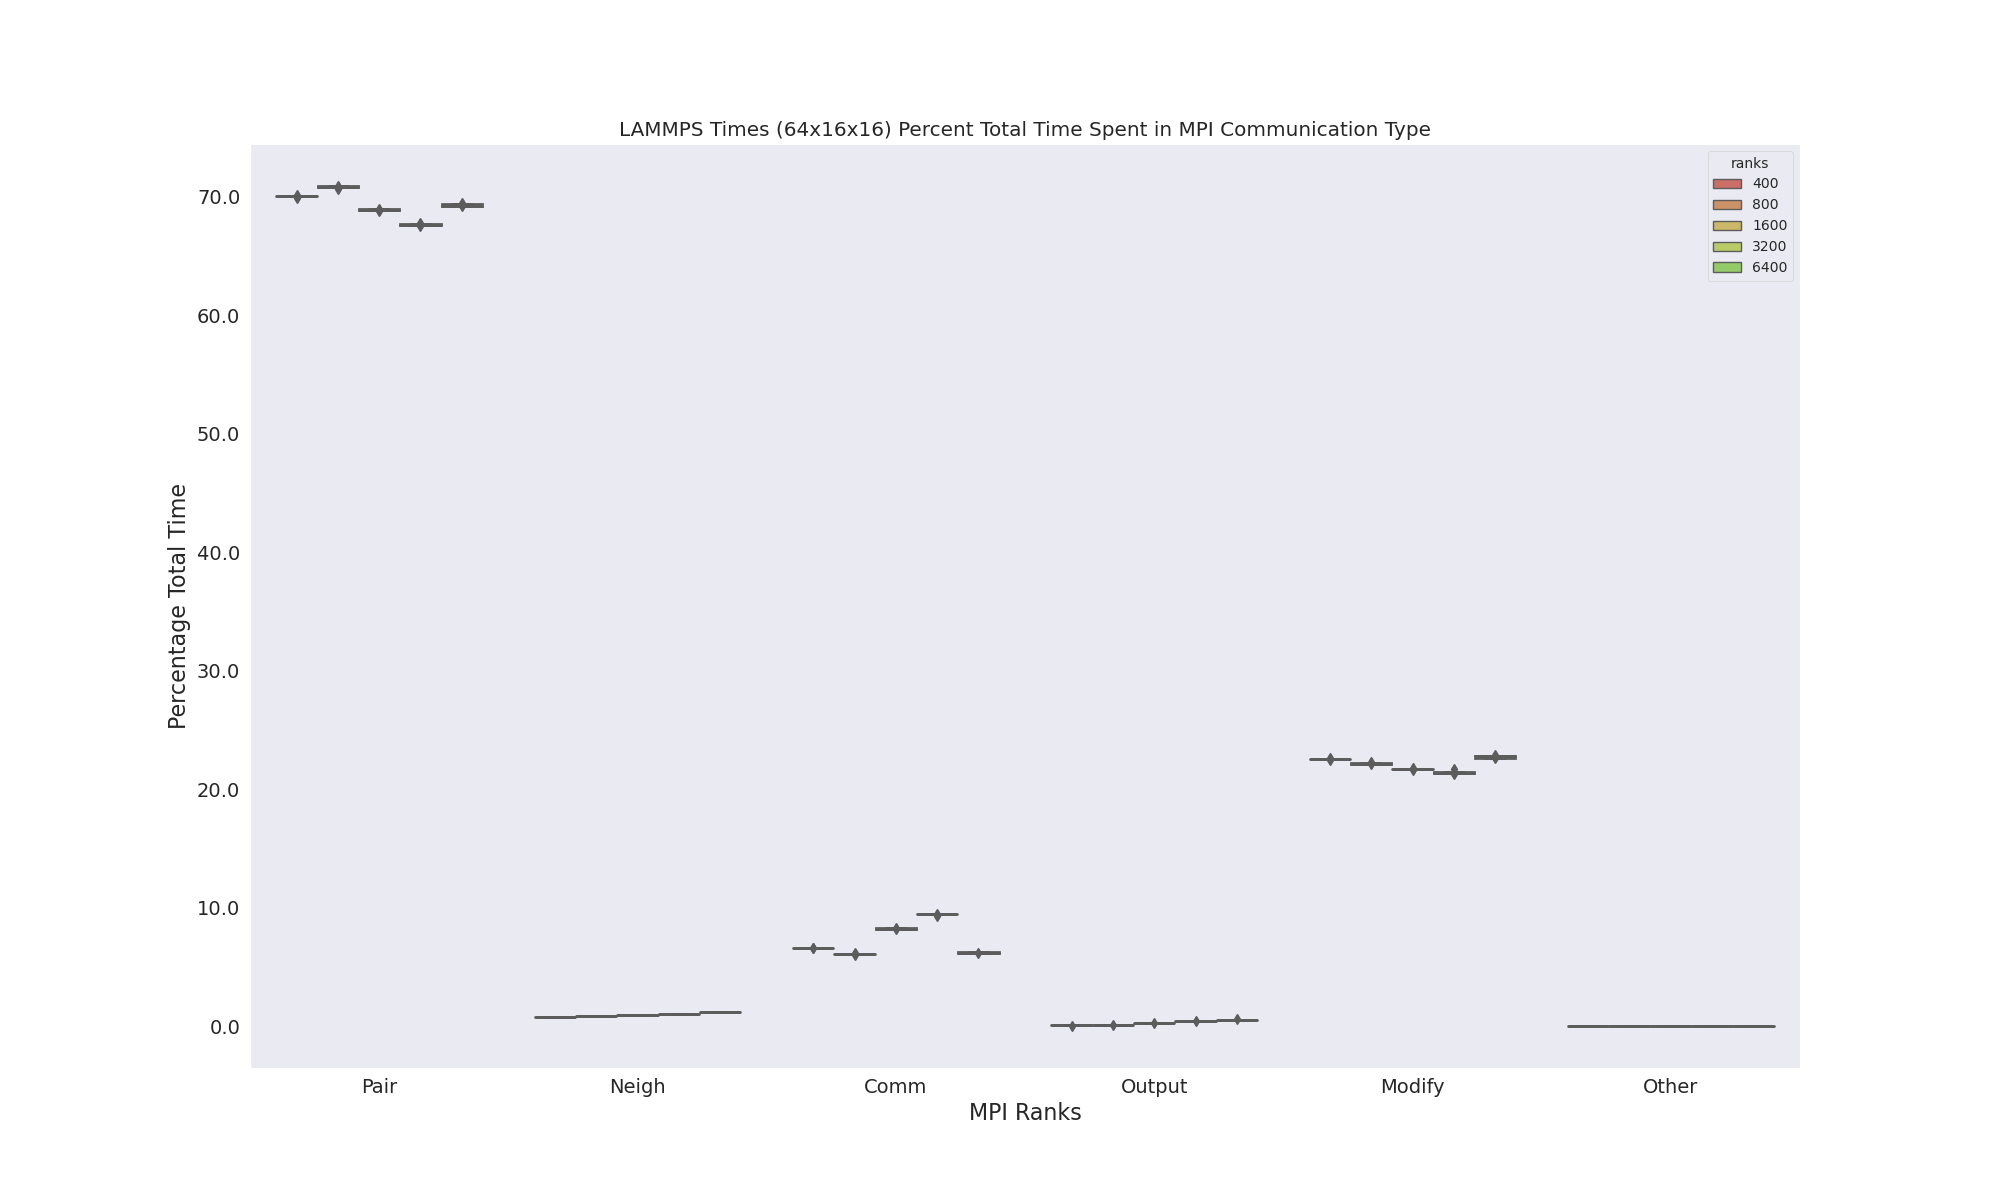 LAMMPS Times (64x16x16) Percent Total Time Spent in MPI Communication Type
ranks
400
800
1600
3200
6400
70.0
60.0
50.0
40.0
30.0
20.0
10.0
0.0
Percentage Total Time
Pair Neigh Comm Output Modify Other
MPI Ranks